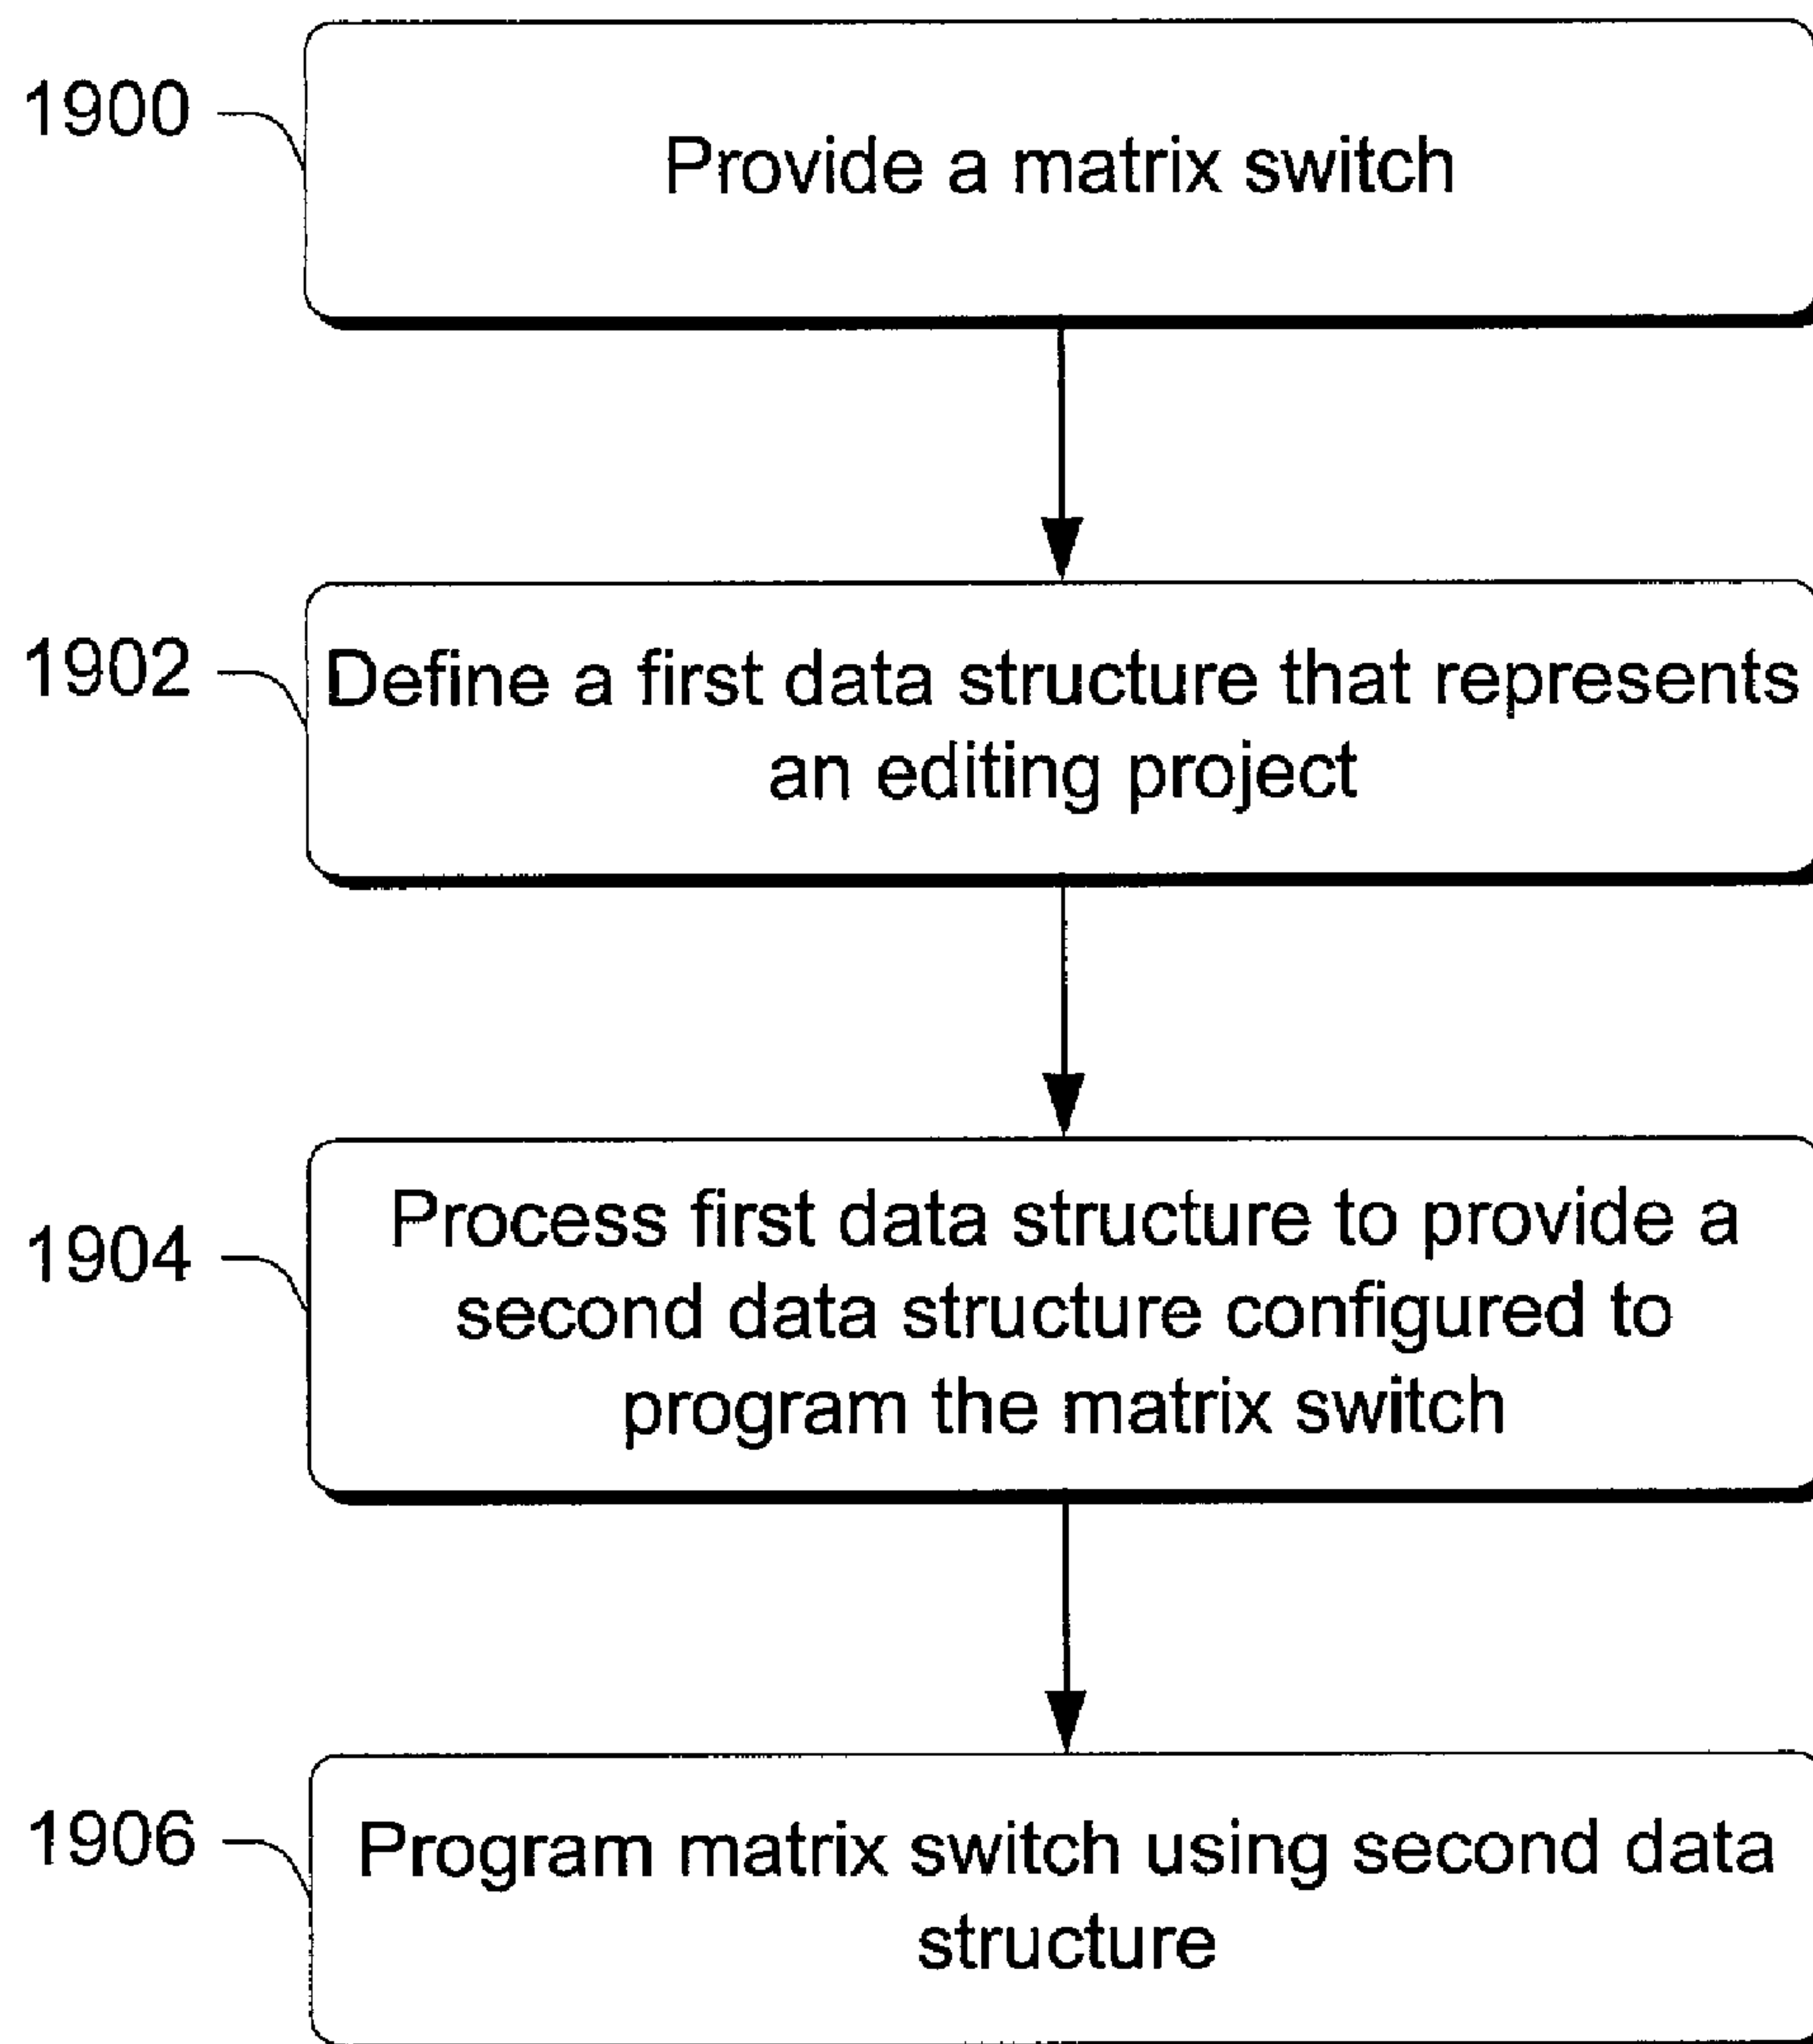 1900
Provide a matrix switch
1902
Define a first data structure that represents
an editing project
1904
Process first data structure to provide a
second data structure configured to
program the matrix switch
1906
Program matrix switch using second data
structure